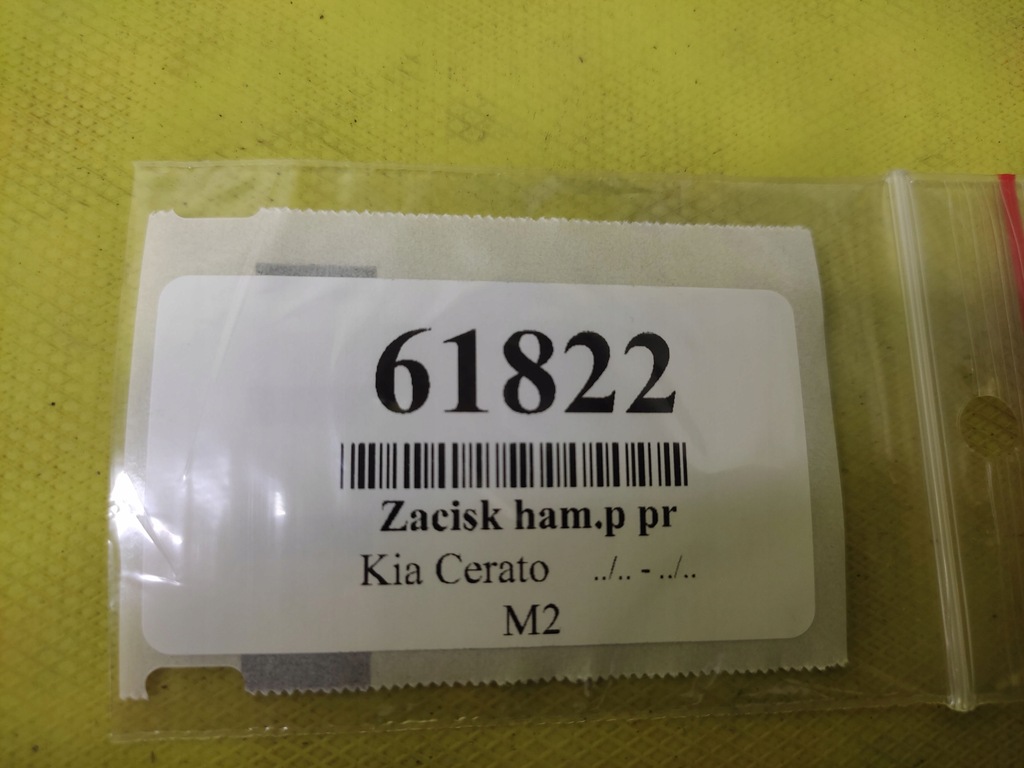 61822
Zacisk ham.p pr
Kia Cerato ../.. - ../..
M2